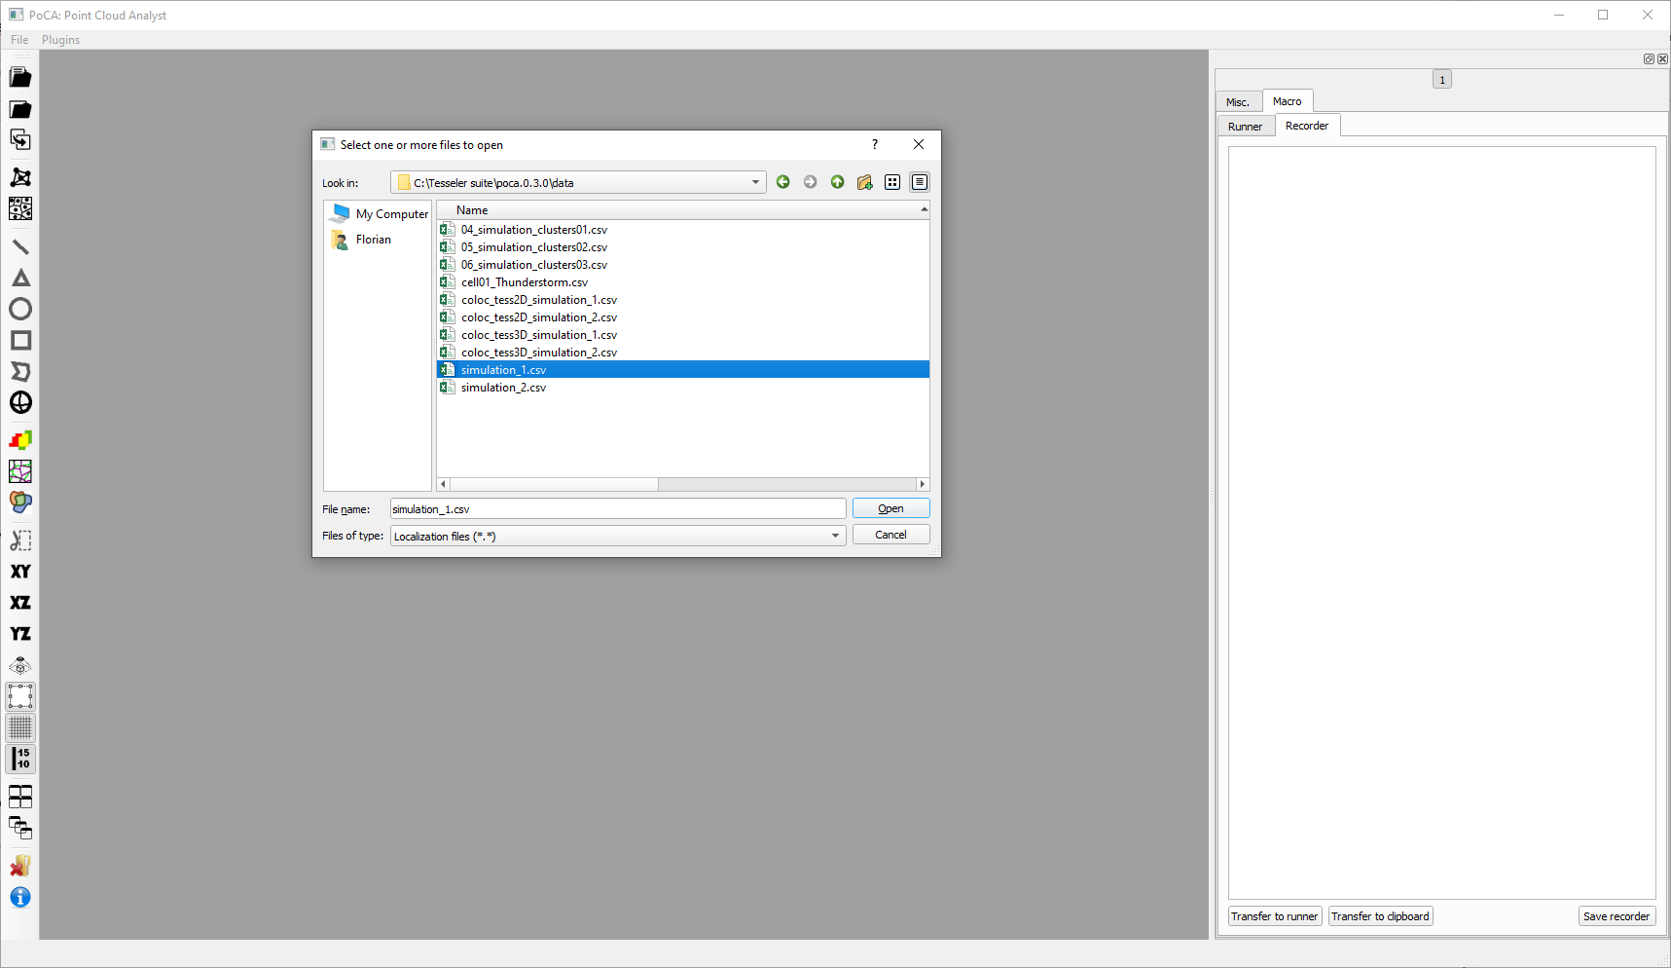 PoCA: Point Cloud Analyst
File Plugins
1
Misc. Macro
Runner Recorder
Select one or more files to open
?
Look in: C:\Tesseler suite\poca.0.3.0\data
My Computer
Florian
Name
04_simulation_clusters01.csv
05_simulation_clusters02.csv
06_simulation_clusters03.csv
cell01_Thunderstorm.csv
coloc_tess2D_simulation_1.csv
coloc_tess2D_simulation_2.csv
coloc_tess3D_simulation_1.csv
coloc_tess3D_simulation_2.csv
simulation_1.csv
simulation_2.csv
File name: simulation_1.csv Open
Files of type: Localization files (*.*) Cancel
XY
XZ
YZ
15
10
Transfer to runner Transfer to clipboard Save recorder